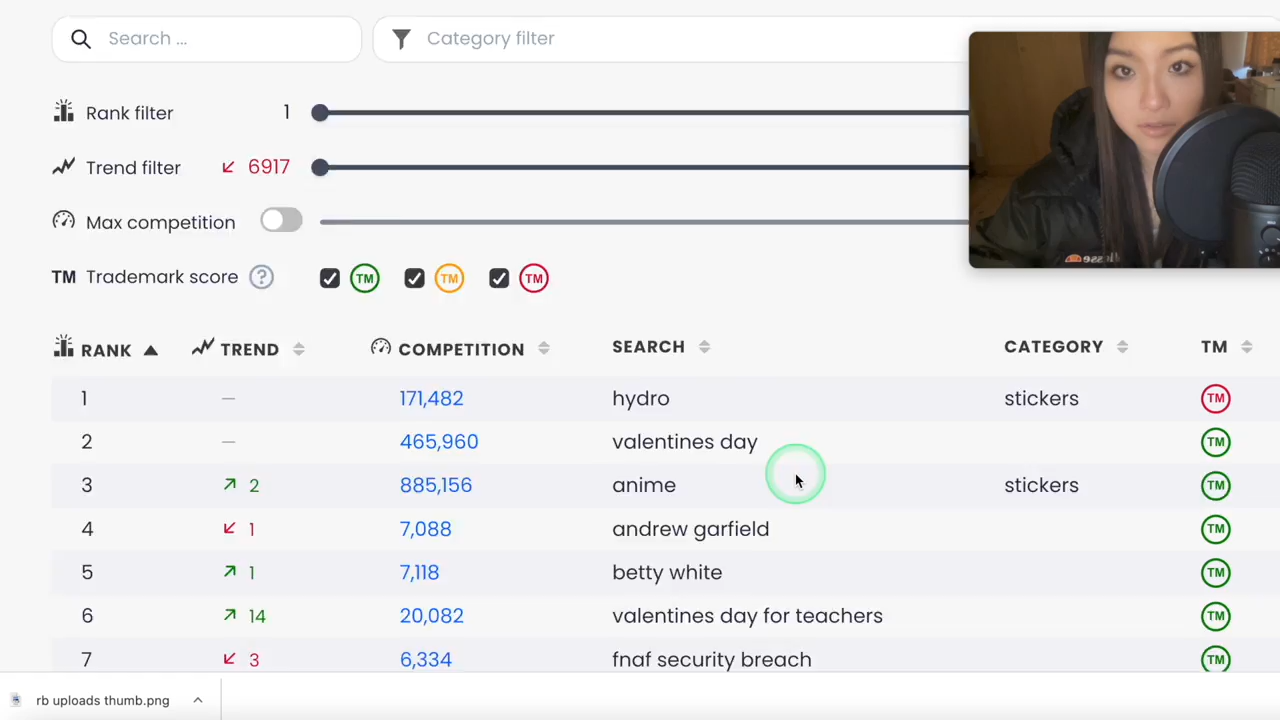 Search ... Category filter
Rank filter 1
Trend filter 6917
Max competition
TM Trademark score ? TM TM TM
RANK TREND COMPETITION SEARCH CATEGORY TM
1 — 171,482 hydro stickers TM
2 — 465,960 valentines day TM
3 2 885,156 anime stickers TM
4 1 7,088 andrew garfield TM
5 1 7,118 betty white TM
6 14 20,082 valentines day for teachers TM
7 3 6,334 fnaf security breach TM
rb uploads thumb.png